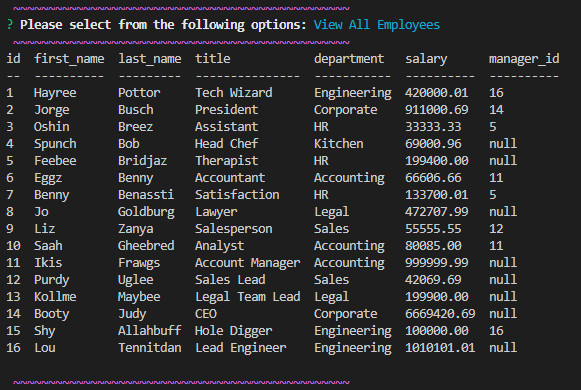 ~~~~~~~~~~~~~~~~~~~~~~~~~~~~~~~~~~~~~~~~~~~~~~~~
? Please select from the following options: View All Employees
~~~~~~~~~~~~~~~~~~~~~~~~~~~~~~~~~~~~~~~~~~~~~~~~
id  first_name  last_name  title            department   salary      manager_id
--  ----------  ---------  ---------------  -----------  ----------  ----------
1   Hayree      Pottor     Tech Wizard      Engineering  420000.01   16
2   Jorge       Busch      President        Corporate    911000.69   14
3   Oshin       Breez      Assistant        HR           33333.33    5
4   Spunch      Bob        Head Chef        Kitchen      69000.96    null
5   Feebee      Bridjaz    Therapist        HR           199400.00   null
6   Eggz        Benny      Accountant       Accounting   66606.66    11
7   Benny       Benassti   Satisfaction     HR           133700.01   5
8   Jo          Goldburg   Lawyer           Legal        472707.99   null
9   Liz         Zanya      Salesperson      Sales        55555.55    12
10  Saah        Gheebred   Analyst          Accounting   80085.00    11
11  Ikis        Frawgs     Account Manager  Accounting   999999.99   null
12  Purdy       Uglee      Sales Lead       Sales        42069.69    null
13  Kollme      Maybee     Legal Team Lead  Legal        199900.00   null
14  Booty       Judy       CEO              Corporate    6669420.69  null
15  Shy         Allahbuff  Hole Digger      Engineering  100000.00   16
16  Lou         Tennitdan  Lead Engineer    Engineering  1010101.01  null
~~~~~~~~~~~~~~~~~~~~~~~~~~~~~~~~~~~~~~~~~~~~~~~~